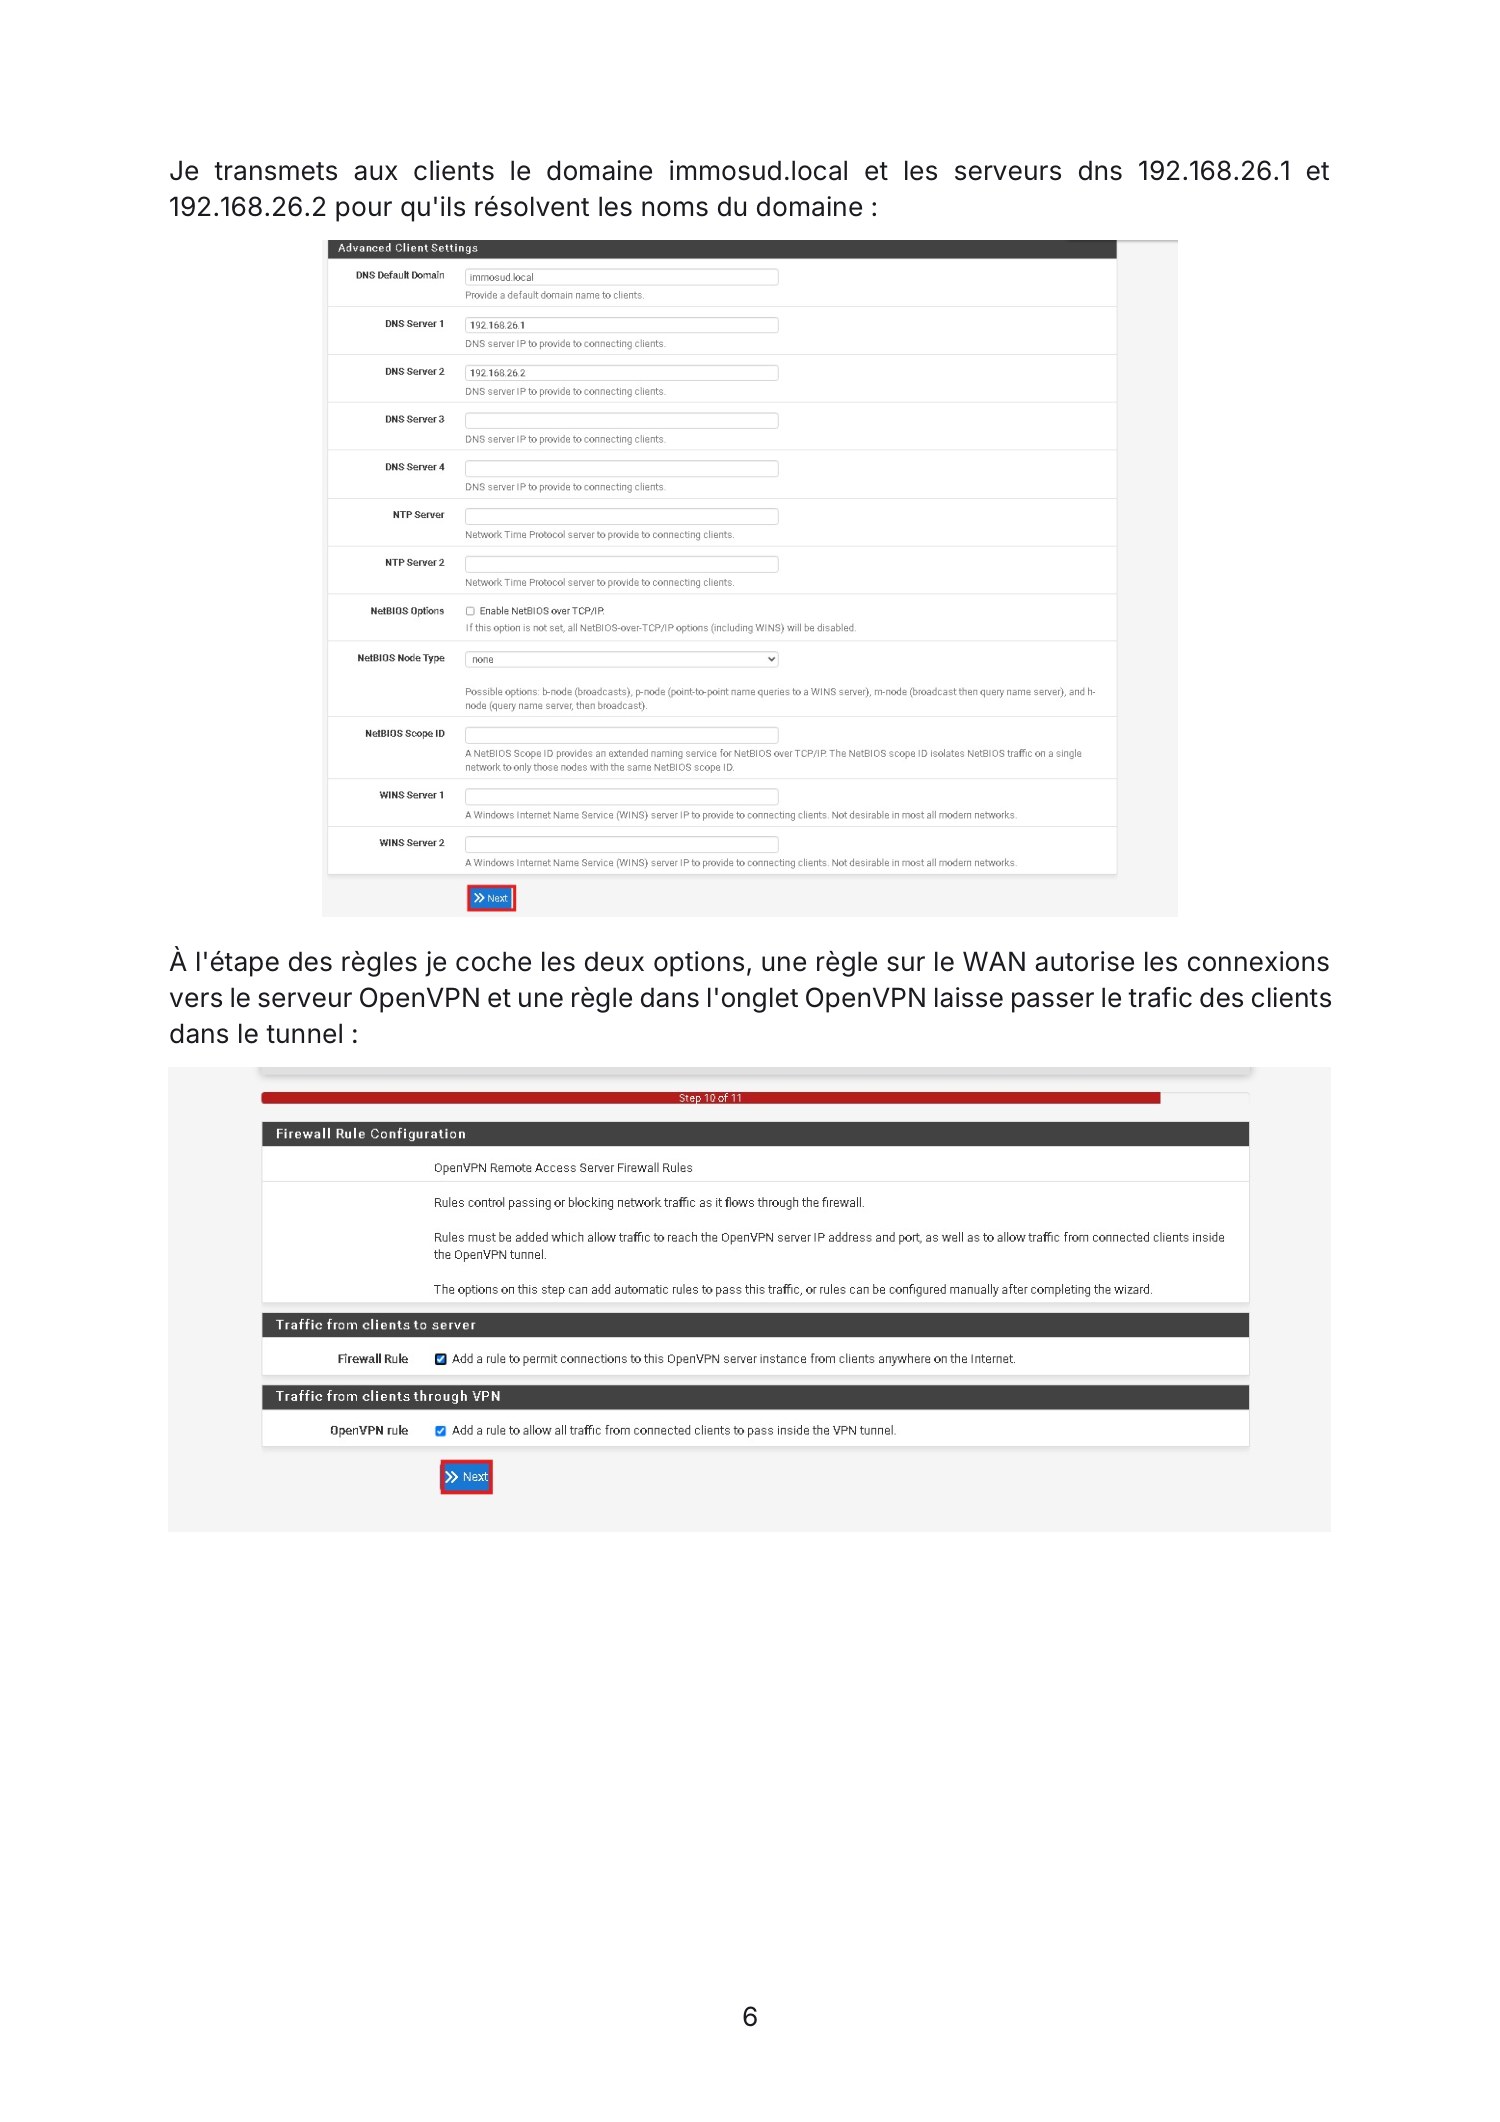 Je transmets aux clients le domaine immosud.local et les serveurs dns 192.168.26.1 et
192.168.26.2 pour qu'ils résolvent les noms du domaine :
Advanced Client Settings
DNS Default Domain
immosud.local
Provide a default domain name to clients.
DNS Server 1
192.168.26.1
DNS server IP to provide to connecting clients.
DNS Server 2
192.168.26.2
DNS server IP to provide to connecting clients.
DNS Server 3
DNS server IP to provide to connecting clients.
DNS Server 4
DNS server IP to provide to connecting clients.
NTP Server
Network Time Protocol server to provide to connecting clients.
NTP Server 2
Network Time Protocol server to provide to connecting clients.
NetBIOS Options
Enable NetBIOS over TCP/IP.
If this option is not set, all NetBIOS-over-TCP/IP options (including WINS) will be disabled.
NetBIOS Node Type
none
Possible options: b-node (broadcasts), p-node (point-to-point name queries to a WINS server), m-node (broadcast then query name server), and h-
node (query name server, then broadcast).
NetBIOS Scope ID
A NetBIOS Scope ID provides an extended naming service for NetBIOS over TCP/IP. The NetBIOS scope ID isolates NetBIOS traffic on a single
network to only those nodes with the same NetBIOS scope ID.
WINS Server 1
A Windows Internet Name Service (WINS) server IP to provide to connecting clients. Not desirable in most all modern networks.
WINS Server 2
A Windows Internet Name Service (WINS) server IP to provide to connecting clients. Not desirable in most all modern networks.
Next
À l'étape des règles je coche les deux options, une règle sur le WAN autorise les connexions
vers le serveur OpenVPN et une règle dans l'onglet OpenVPN laisse passer le trafic des clients
dans le tunnel :
Step 10 of 11
Firewall Rule Configuration
OpenVPN Remote Access Server Firewall Rules
Rules control passing or blocking network traffic as it flows through the firewall.
Rules must be added which allow traffic to reach the OpenVPN server IP address and port, as well as to allow traffic from connected clients inside
the OpenVPN tunnel.
The options on this step can add automatic rules to pass this traffic, or rules can be configured manually after completing the wizard.
Traffic from clients to server
Firewall Rule
Add a rule to permit connections to this OpenVPN server instance from clients anywhere on the Internet.
Traffic from clients through VPN
OpenVPN rule
Add a rule to allow all traffic from connected clients to pass inside the VPN tunnel.
Next
6